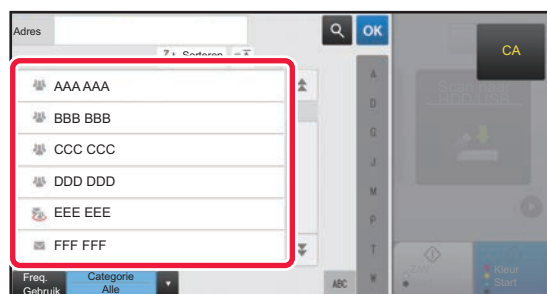 Adres
OK
CA
Sorteren
AAA AAA
BBB BBB
CCC CCC
DDD DDD
EEE EEE
FFF FFF
A
D
G
J
M
P
T
W
Freq.
Gebruik
Categorie
Alle
ABC
Z/W
Start
Kleur
Start